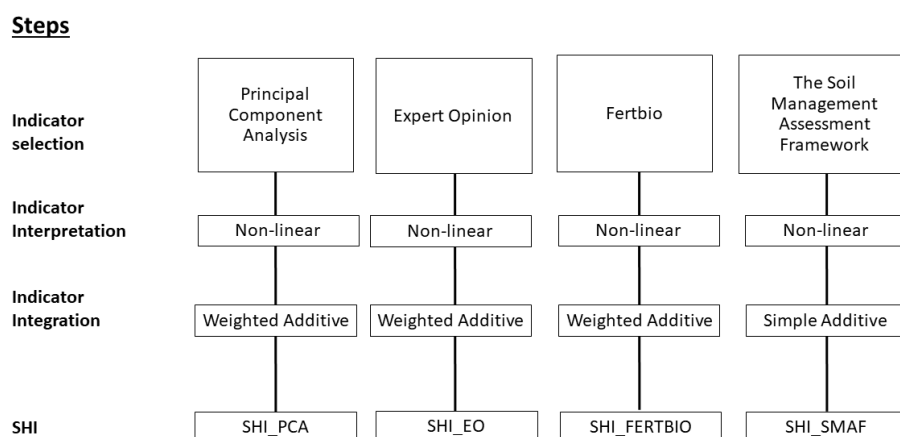 Steps
Indicator
selection
Principal
Component
Analysis
Expert Opinion
Fertbio
The Soil
Management
Assessment
Framework
Indicator
Interpretation
Non-linear
Non-linear
Non-linear
Non-linear
Indicator
Integration
Weighted Additive
Weighted Additive
Weighted Additive
Simple Additive
SHI
SHI_PCA
SHI_EO
SHI_FERTBIO
SHI_SMAF